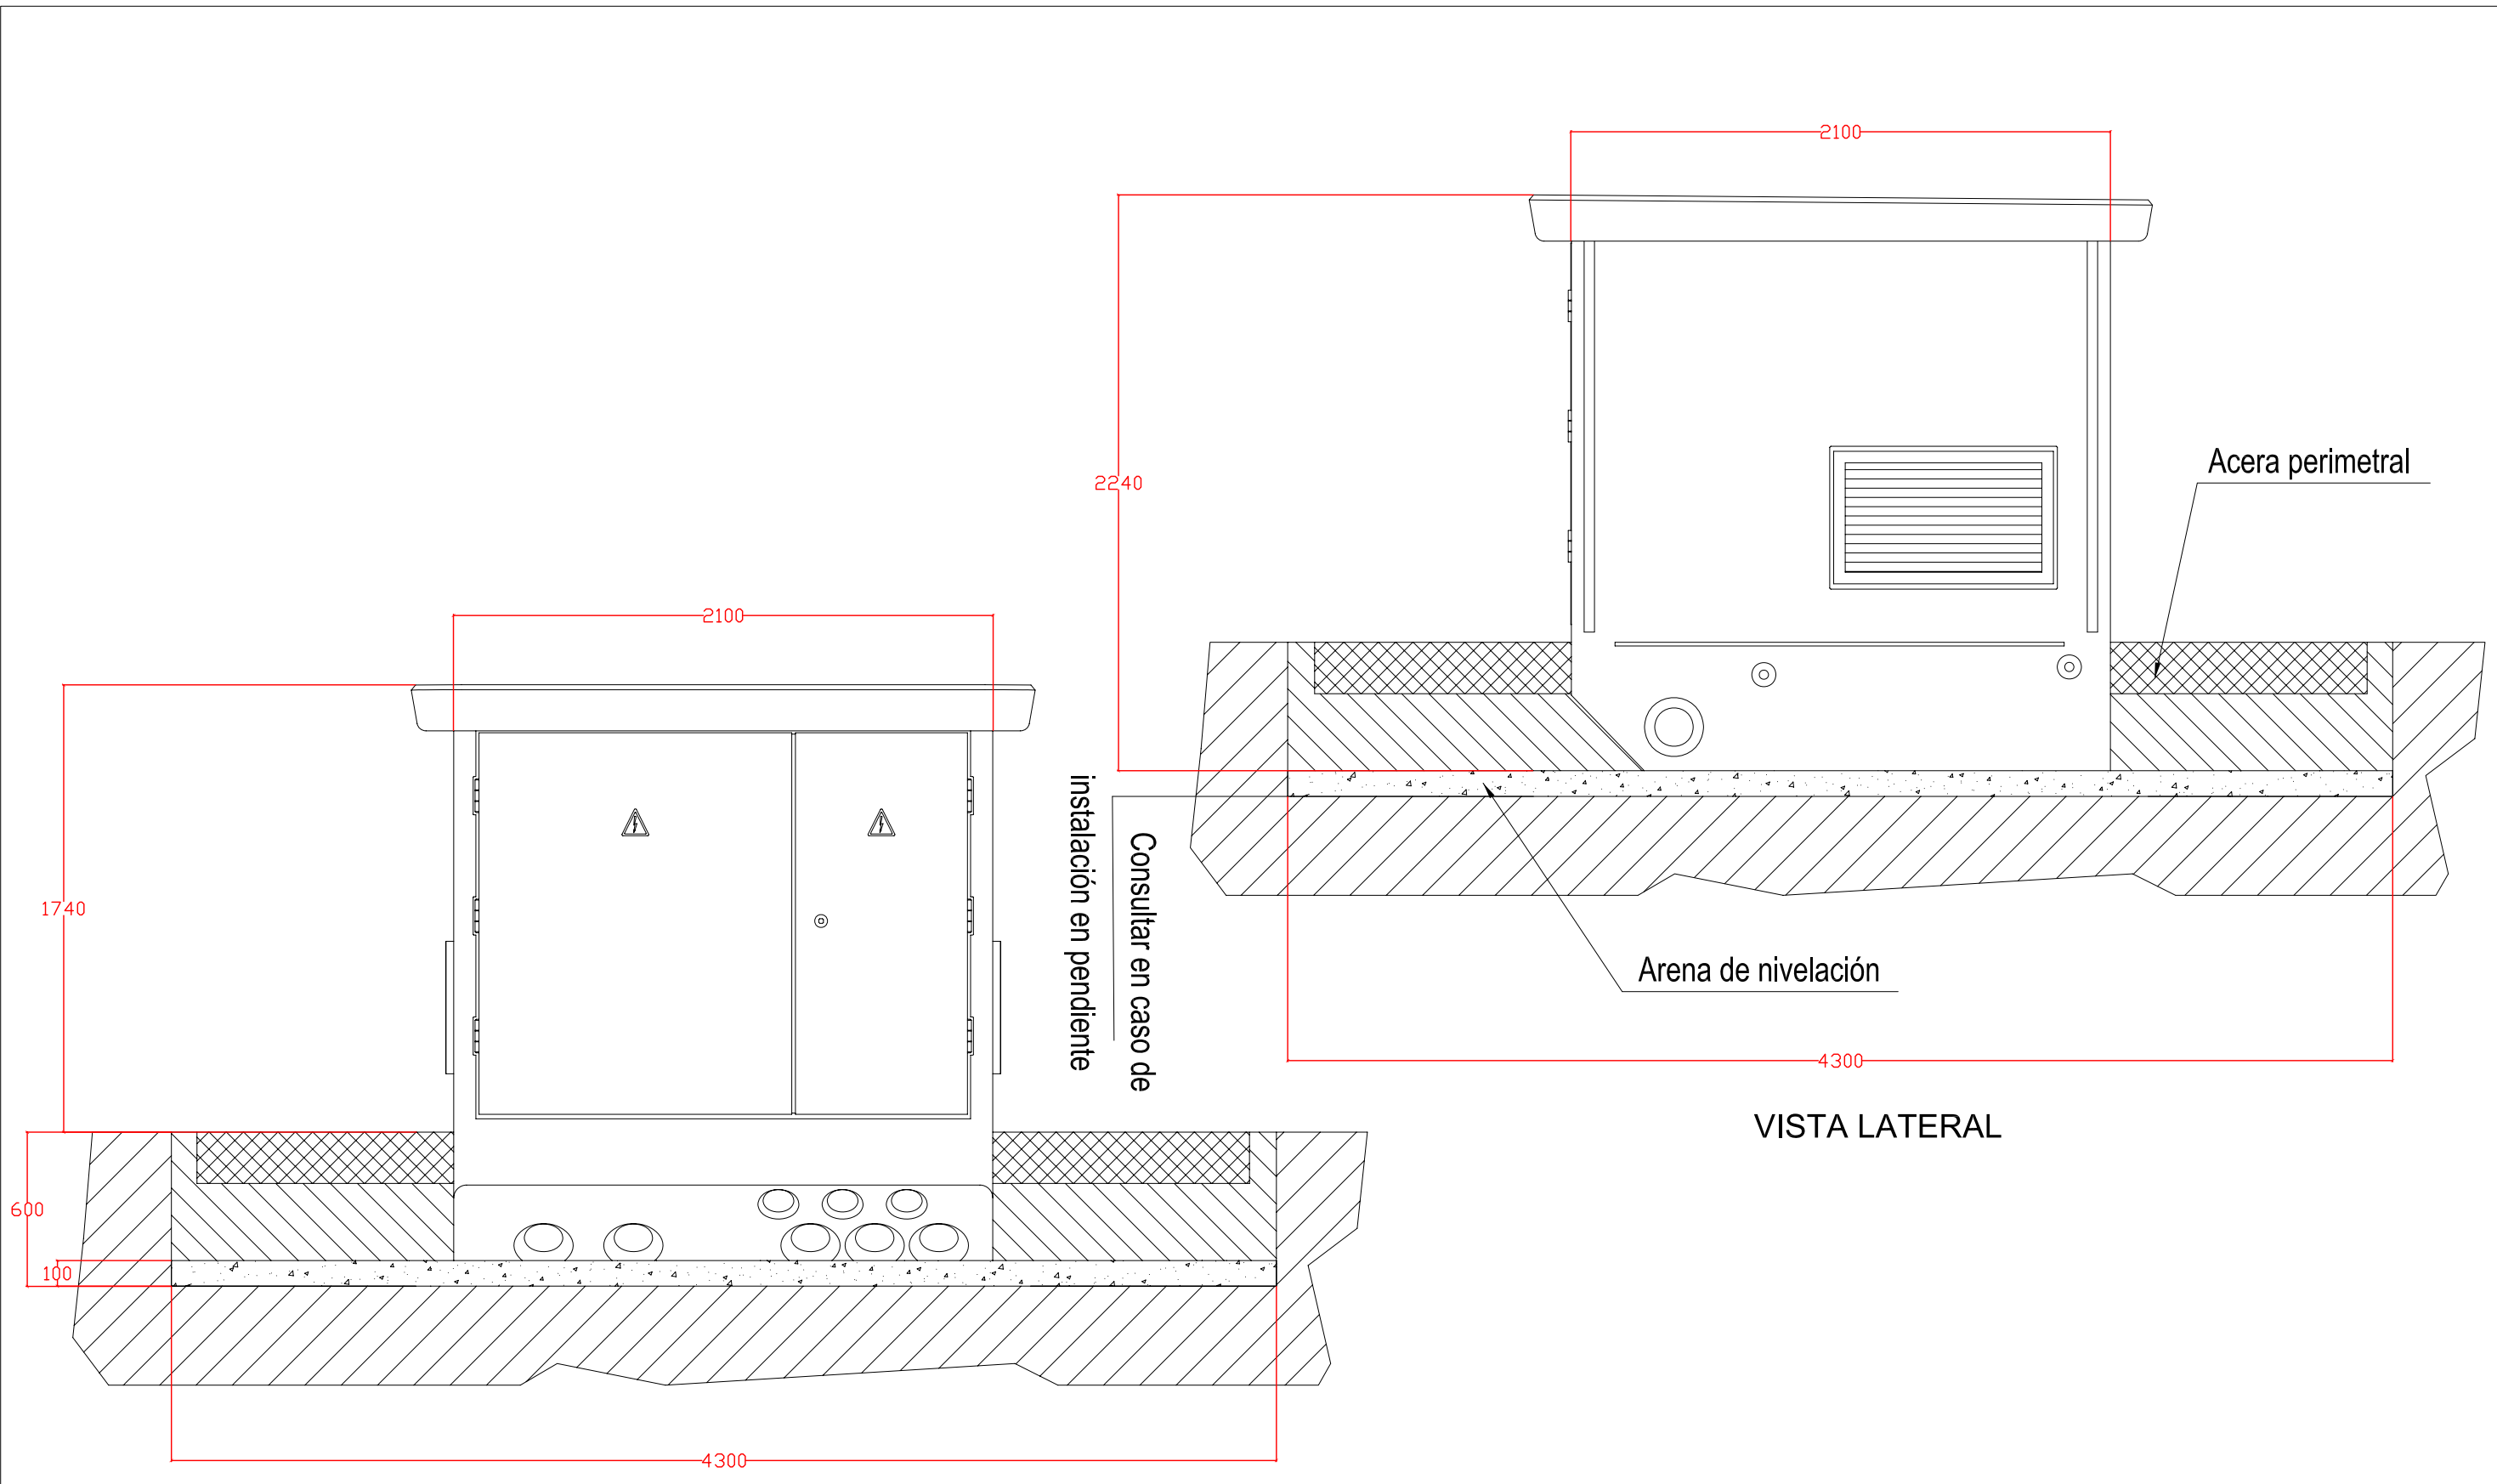 2100
2240
Acera perimetral
Arena de nivelación
4300
VISTA LATERAL
Consultar en caso de
instalación en pendiente
2100
1740
600
100
4300